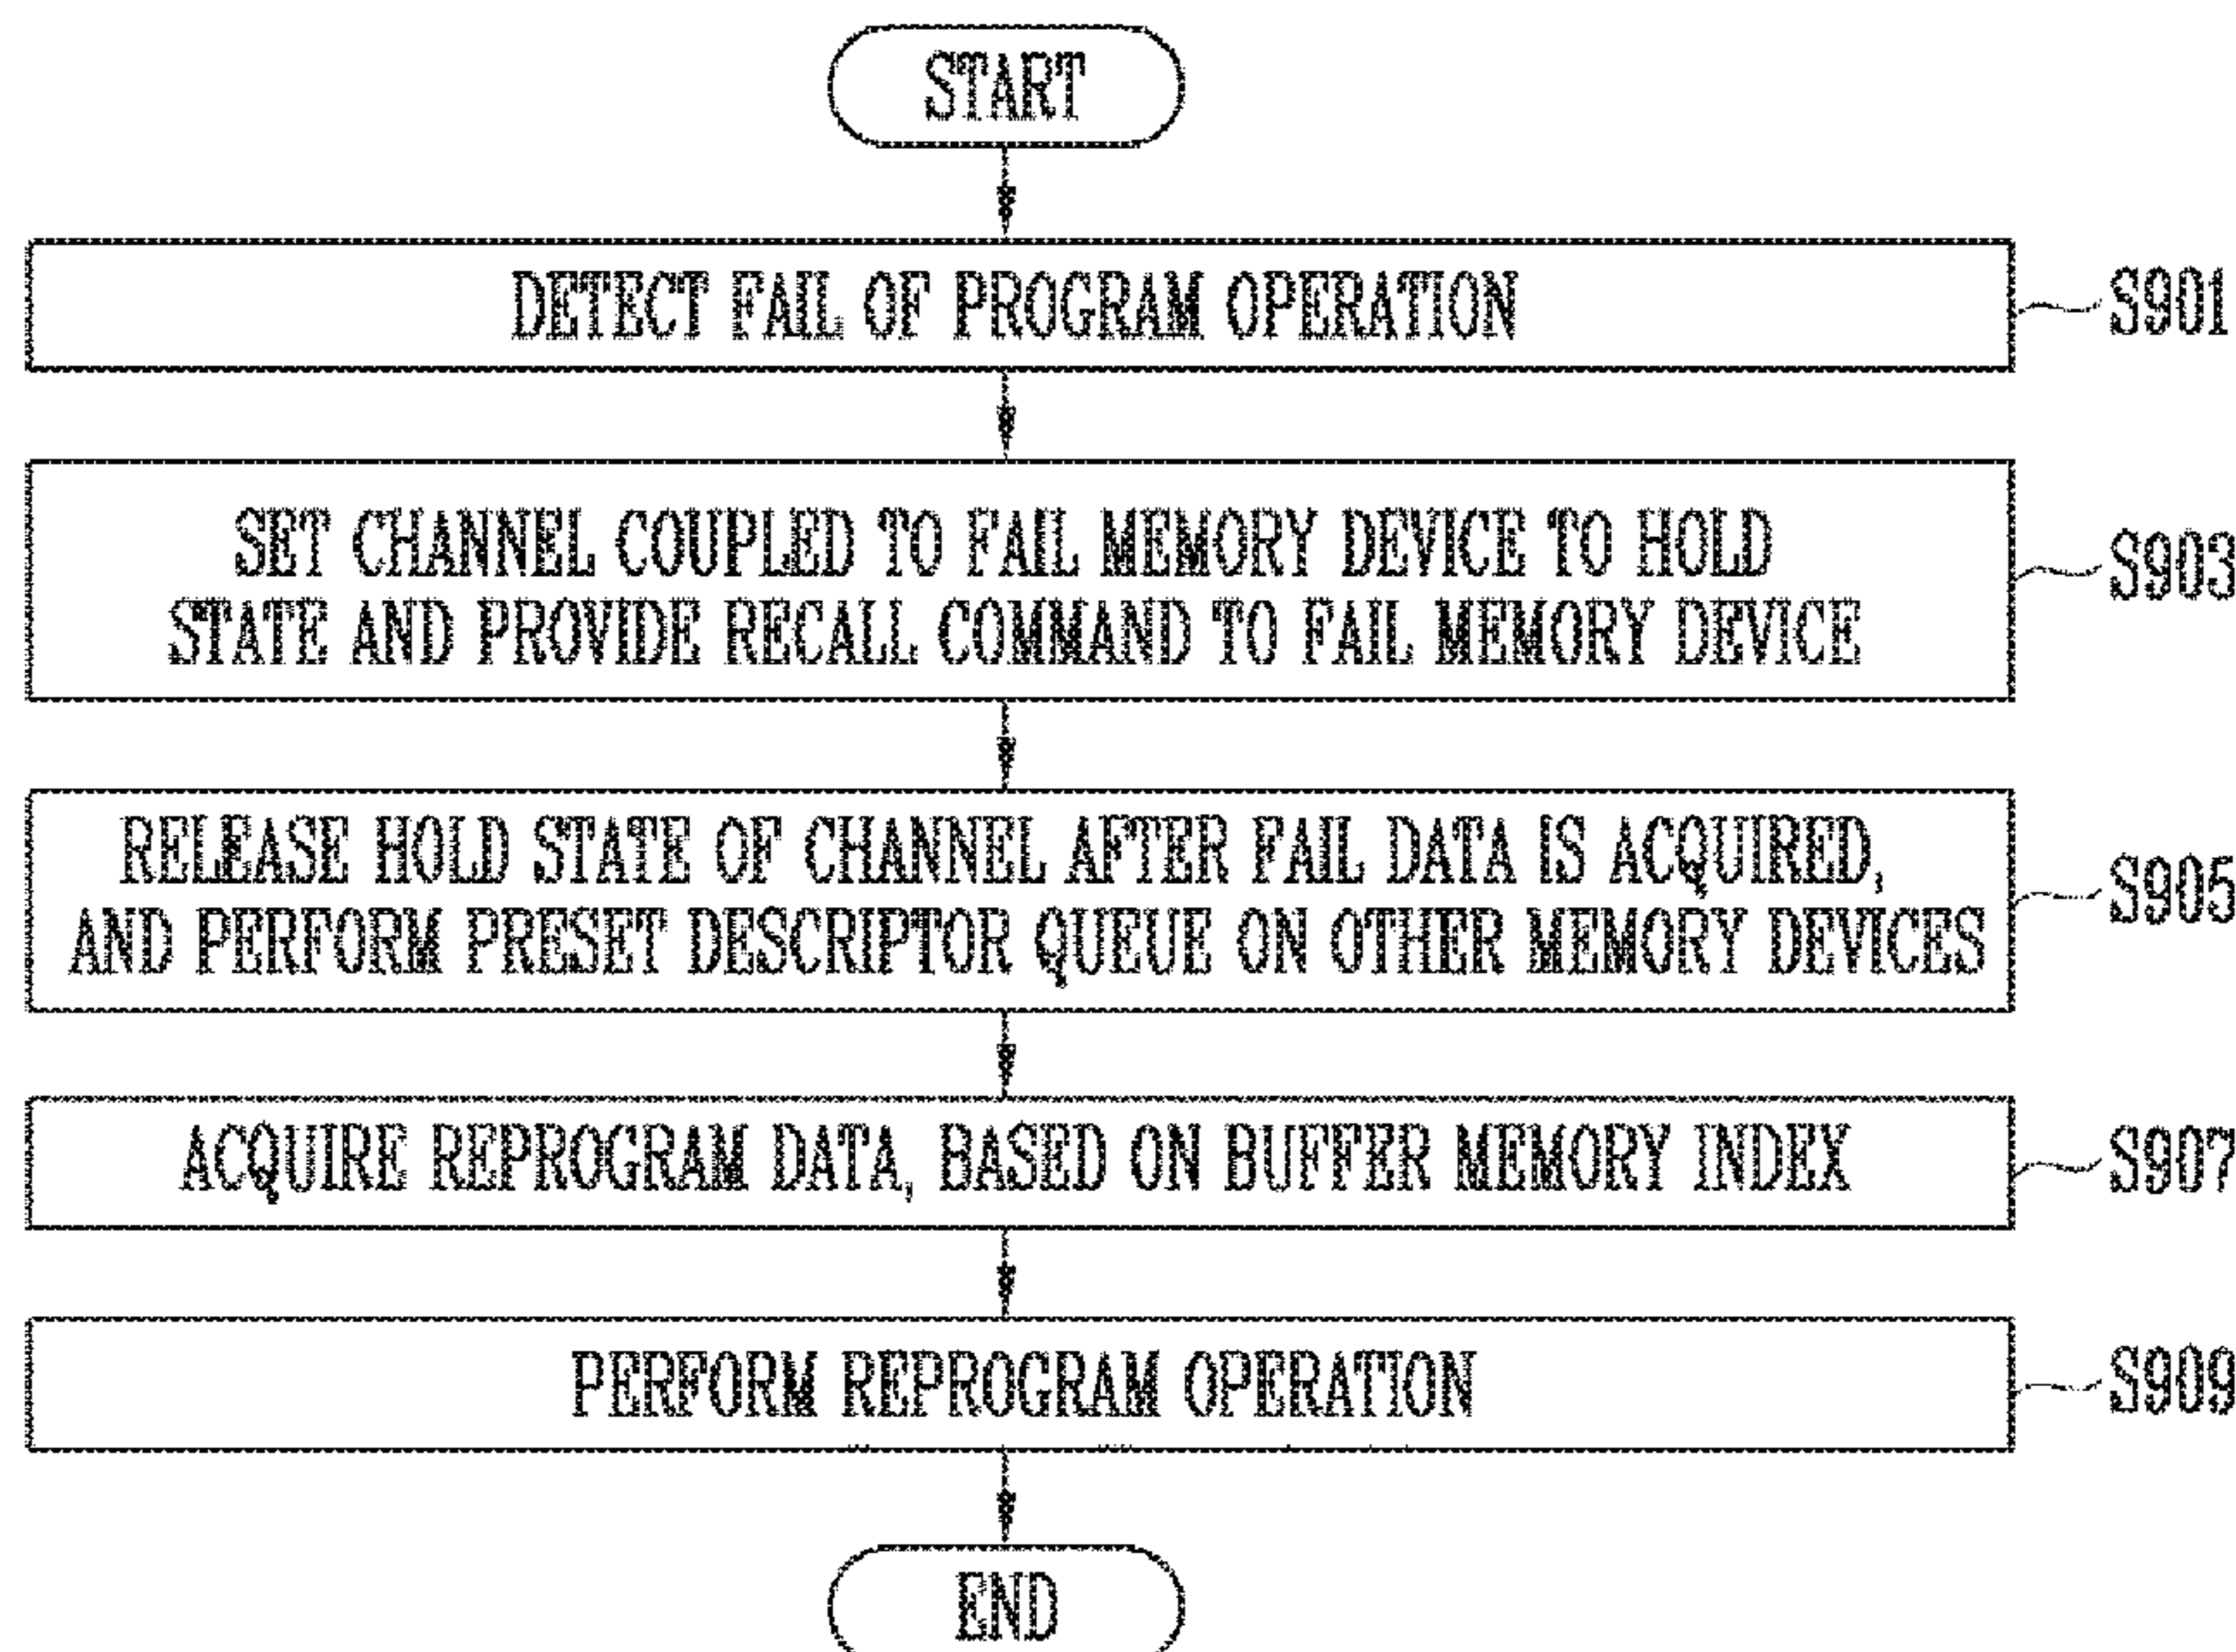 START
DETECT FAIL OF PROGRAM OPERATION
S901
SET CHANNEL COUPLED TO FAIL MEMORY DEVICE TO HOLD
STATE AND PROVIDE RECALL COMMAND TO FAIL MEMORY DEVICE
S903
RELEASE HOLD STATE OF CHANNEL AFTER FAIL DATA IS ACQUIRED,
AND PERFORM PRESET DESCRIPTOR QUEUE ON OTHER MEMORY DEVICES
S905
ACQUIRE REPROGRAM DATA, BASED ON BUFFER MEMORY INDEX
S907
PERFORM REPROGRAM OPERATION
S909
END